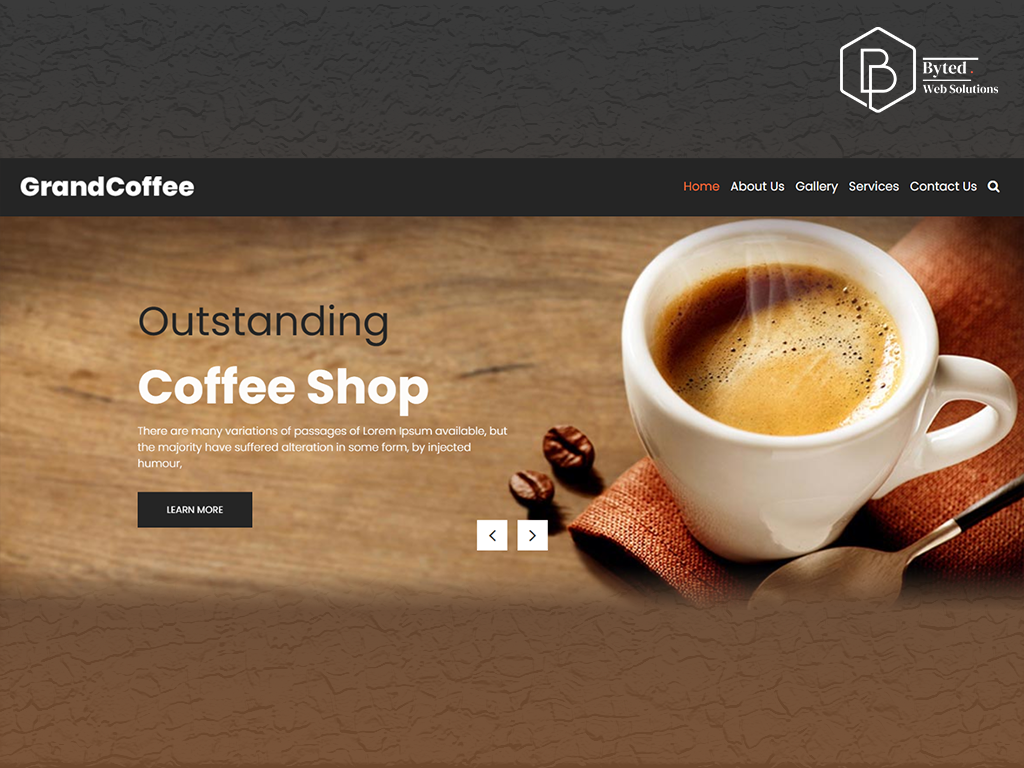 Byted .
Web Solutions
GrandCoffee
Home About Us Gallery Services Contact Us
Outstanding
Coffee Shop
There are many variations of passages of Lorem Ipsum available, but
the majority have suffered alteration in some form, by injected
humour,
LEARN MORE